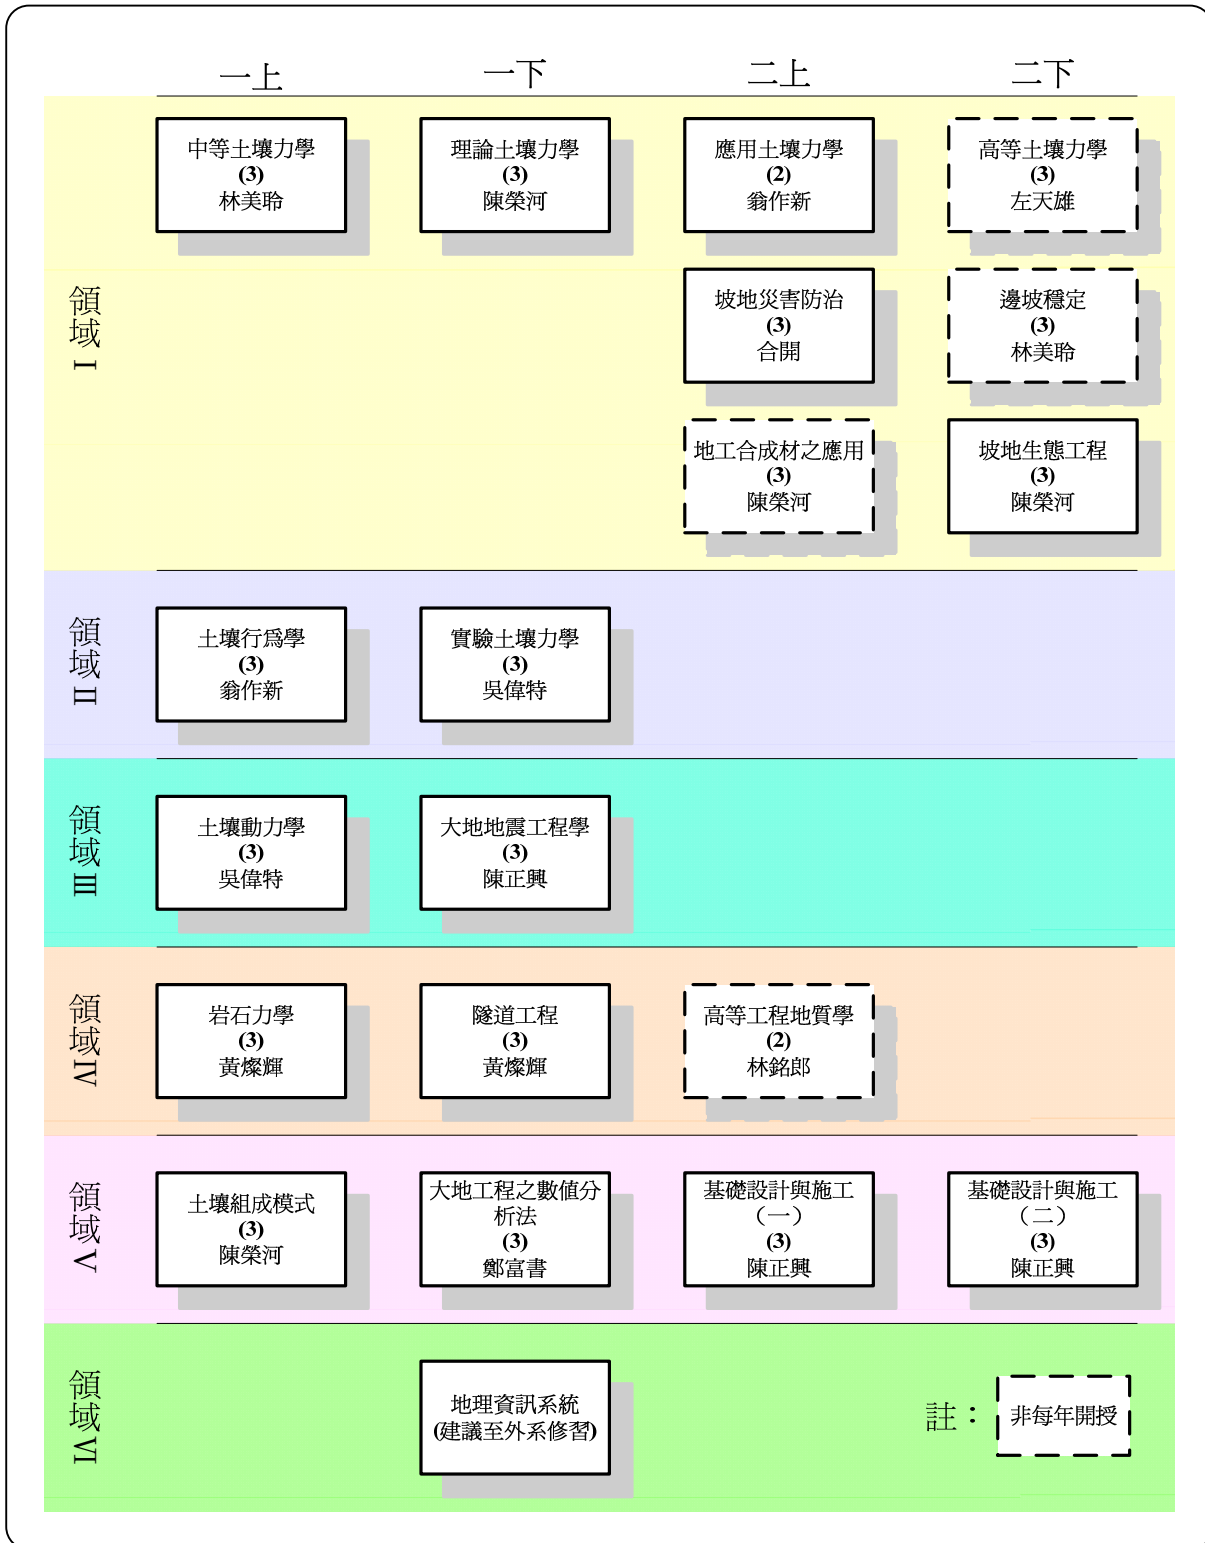 一上
一下
二上
二下
領域 I
中等土壤力學
(3)
林美聆
理論土壤力學
(3)
陳榮河
應用土壤力學
(2)
翁作新
高等土壤力學
(3)
左天雄
坡地災害防治
(3)
合開
邊坡穩定
(3)
林美聆
地工合成材之應用
(3)
陳榮河
坡地生態工程
(3)
陳榮河
領域 II
土壤行為學
(3)
翁作新
實驗土壤力學
(3)
吳偉特
領域 III
土壤動力學
(3)
吳偉特
大地地震工程學
(3)
陳正興
領域 IV
岩石力學
(3)
黃燦輝
隧道工程
(3)
黃燦輝
高等工程地質學
(2)
林銘郎
領域 V
土壤組成模式
(3)
陳榮河
大地工程之數值分
析法
(3)
鄭富書
基礎設計與施工
（一）
(3)
陳正興
基礎設計與施工
（二）
(3)
陳正興
領域 VI
地理資訊系統
(建議至外系修習)
註：
非每年開授